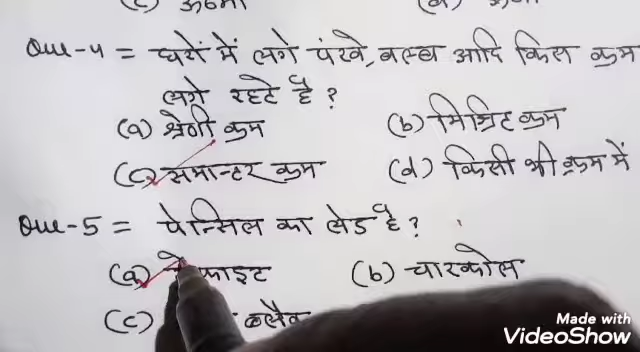 Que-4 = घरों में लगे पंखे, बल्ब आदि किस क्रम
लगे रहते है?
(a) श्रेणी क्रम (b) मिश्रित क्रम
(c) समान्तर क्रम (d) किसी भी क्रम में
Que-5 = पेन्सिल का लेड है?
(a) (b) चारकोल
(c) ब्लैक
Made with
VideoShow